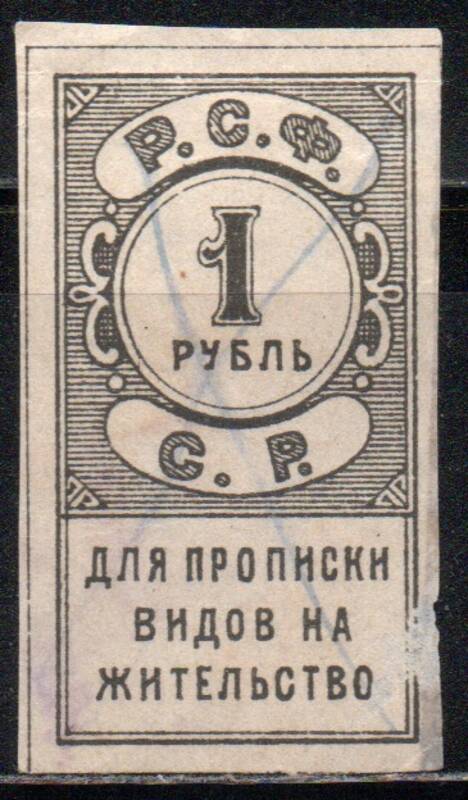 Р.С.Ф.
1
РУБЛЬ
С. Р.
ДЛЯ ПРОПИСКИ
ВИДОВ НА
ЖИТЕЛЬСТВО